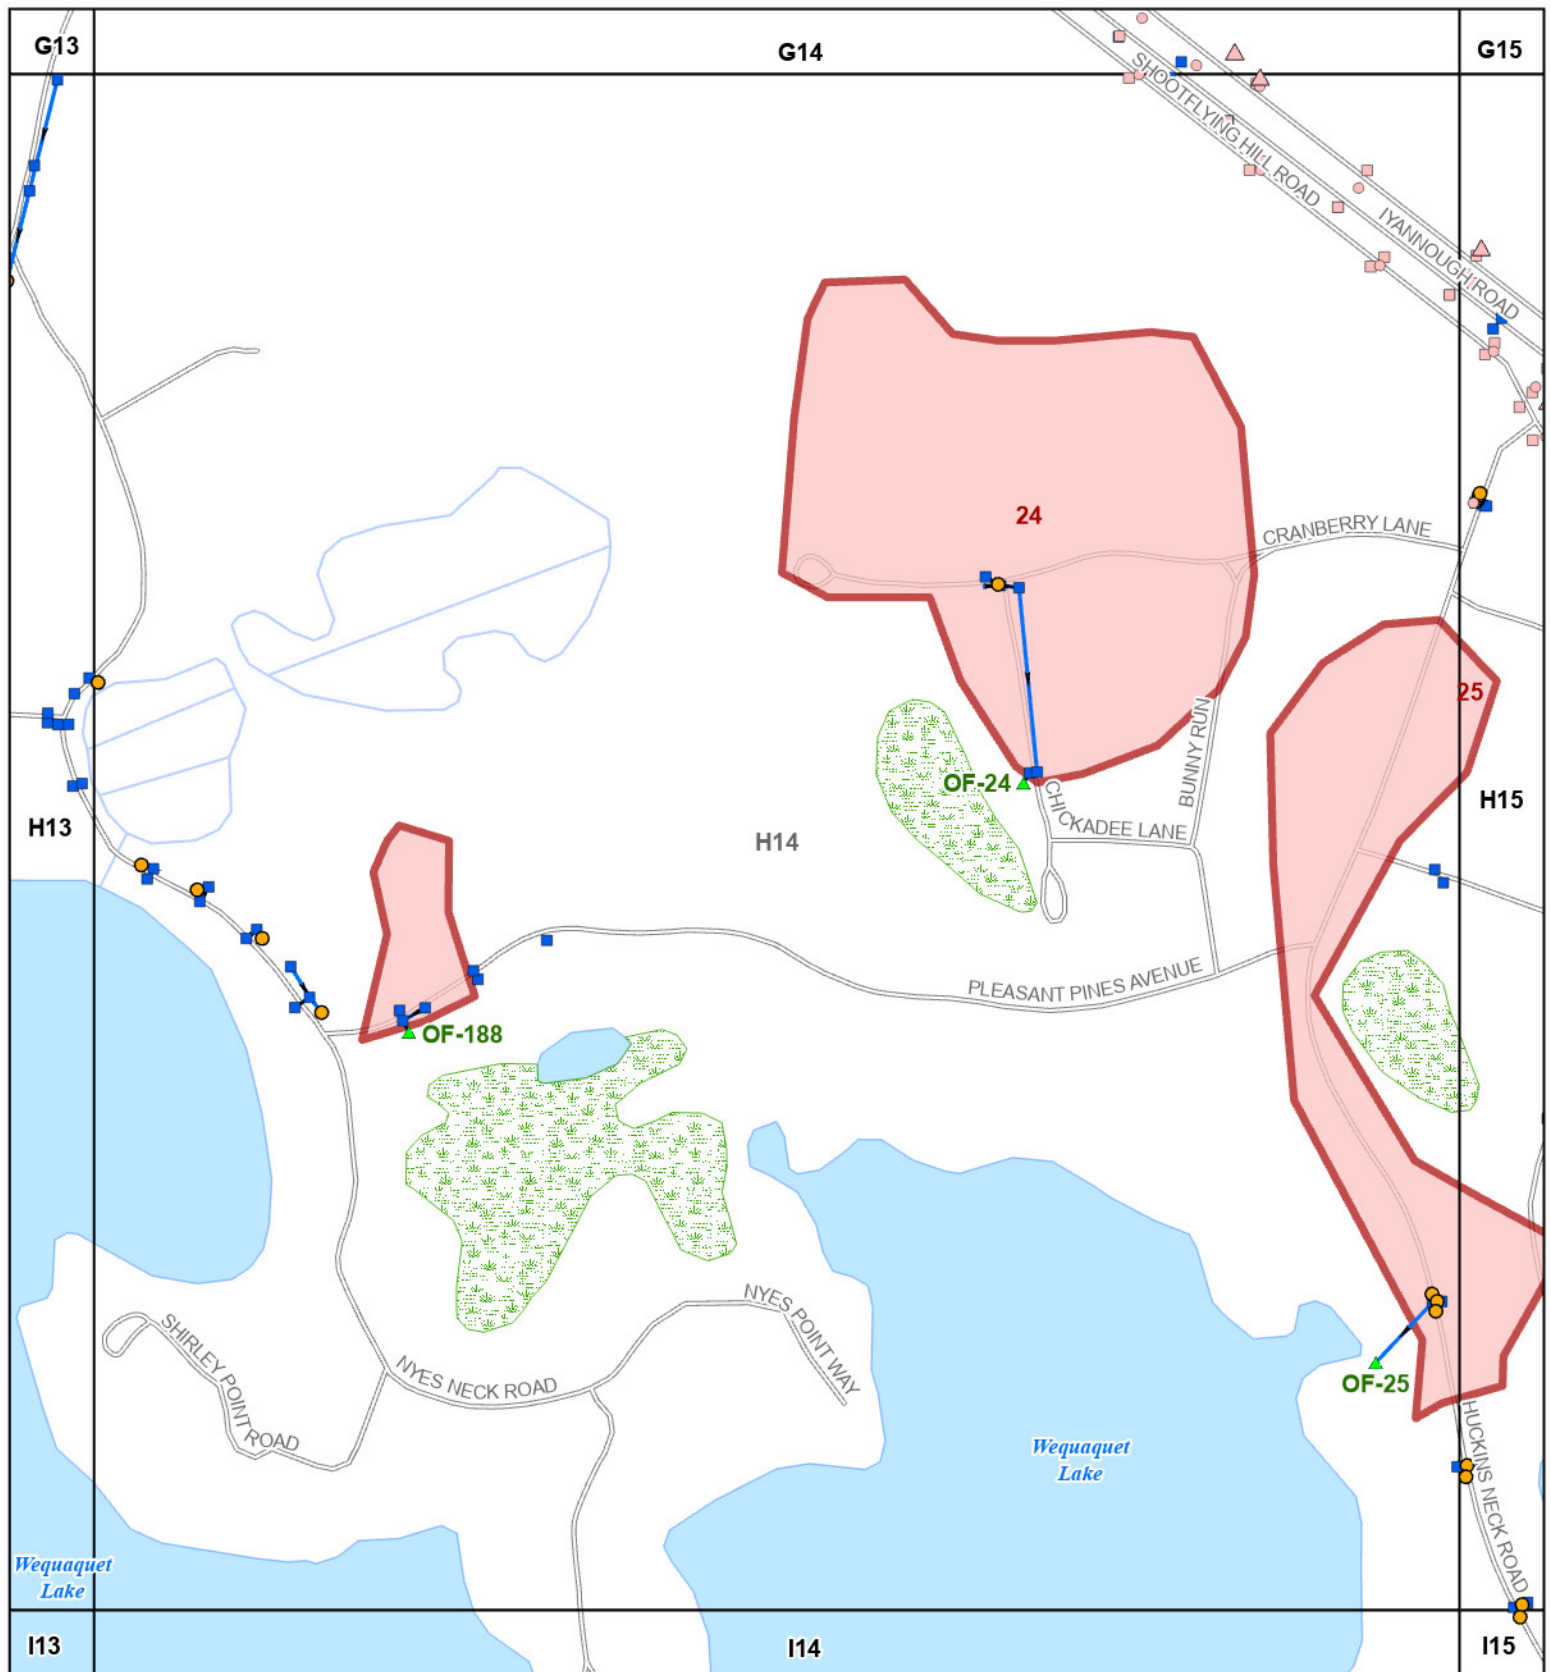 G13
G14
G15
SHOOTFLYING HILL ROAD
IYANNOUGH ROAD
24
CRANBERRY LANE
25
BUNNY RUN
OF-24
CHICKADEE LANE
H13
H14
H15
PLEASANT PINES AVENUE
OF-188
NYES POINT WAY
SHIRLEY POINT ROAD
NYES NECK ROAD
OF-25
HUCKINS NECK ROAD
Wequaquet
Lake
Wequaquet
Lake
I13
I14
I15